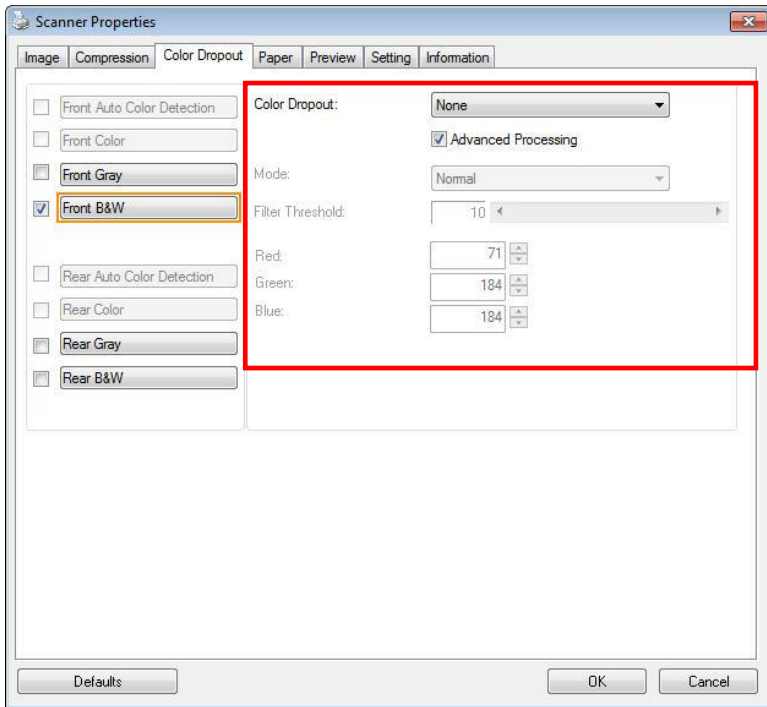 Scanner Properties
Image Compression Color Dropout Paper Preview Setting Information
Front Auto Color Detection
Front Color
Front Gray
Front B&W
Rear Auto Color Detection
Rear Color
Rear Gray
Rear B&W
Color Dropout: None
Advanced Processing
Mode: Normal
Filter Threshold: 10
Red: 71
Green: 184
Blue: 184
Defaults OK Cancel